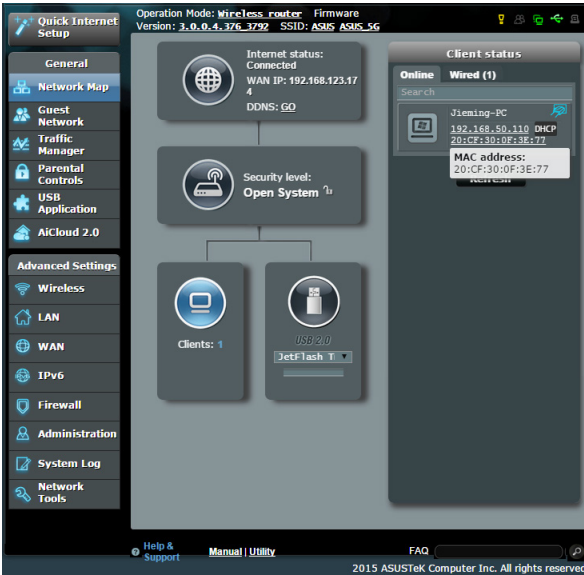 Quick Internet
Setup
Operation Mode: Wireless router Firmware
Version: 3.0.0.4.376_3792 SSID: ASUS ASUS_5G
General
Network Map
Guest
Network
Traffic
Manager
Parental
Controls
USB
Application
AiCloud 2.0
Advanced Settings
Wireless
LAN
WAN
IPv6
Firewall
Administration
System Log
Network
Tools
Internet status:
Connected
WAN IP: 192.168.123.17
4
DDNS: GO
Security level:
Open System
Clients: 1
USB 2.0
JetFlash T
Client status
Online Wired (1)
Search
Jieming-PC
192.168.50.110 DHCP
20:CF:30:0F:3E:77
MAC address:
20:CF:30:0F:3E:77
Refresh
Help &
Support
Manual | Utility
FAQ
2015 ASUSTeK Computer Inc. All rights reserve